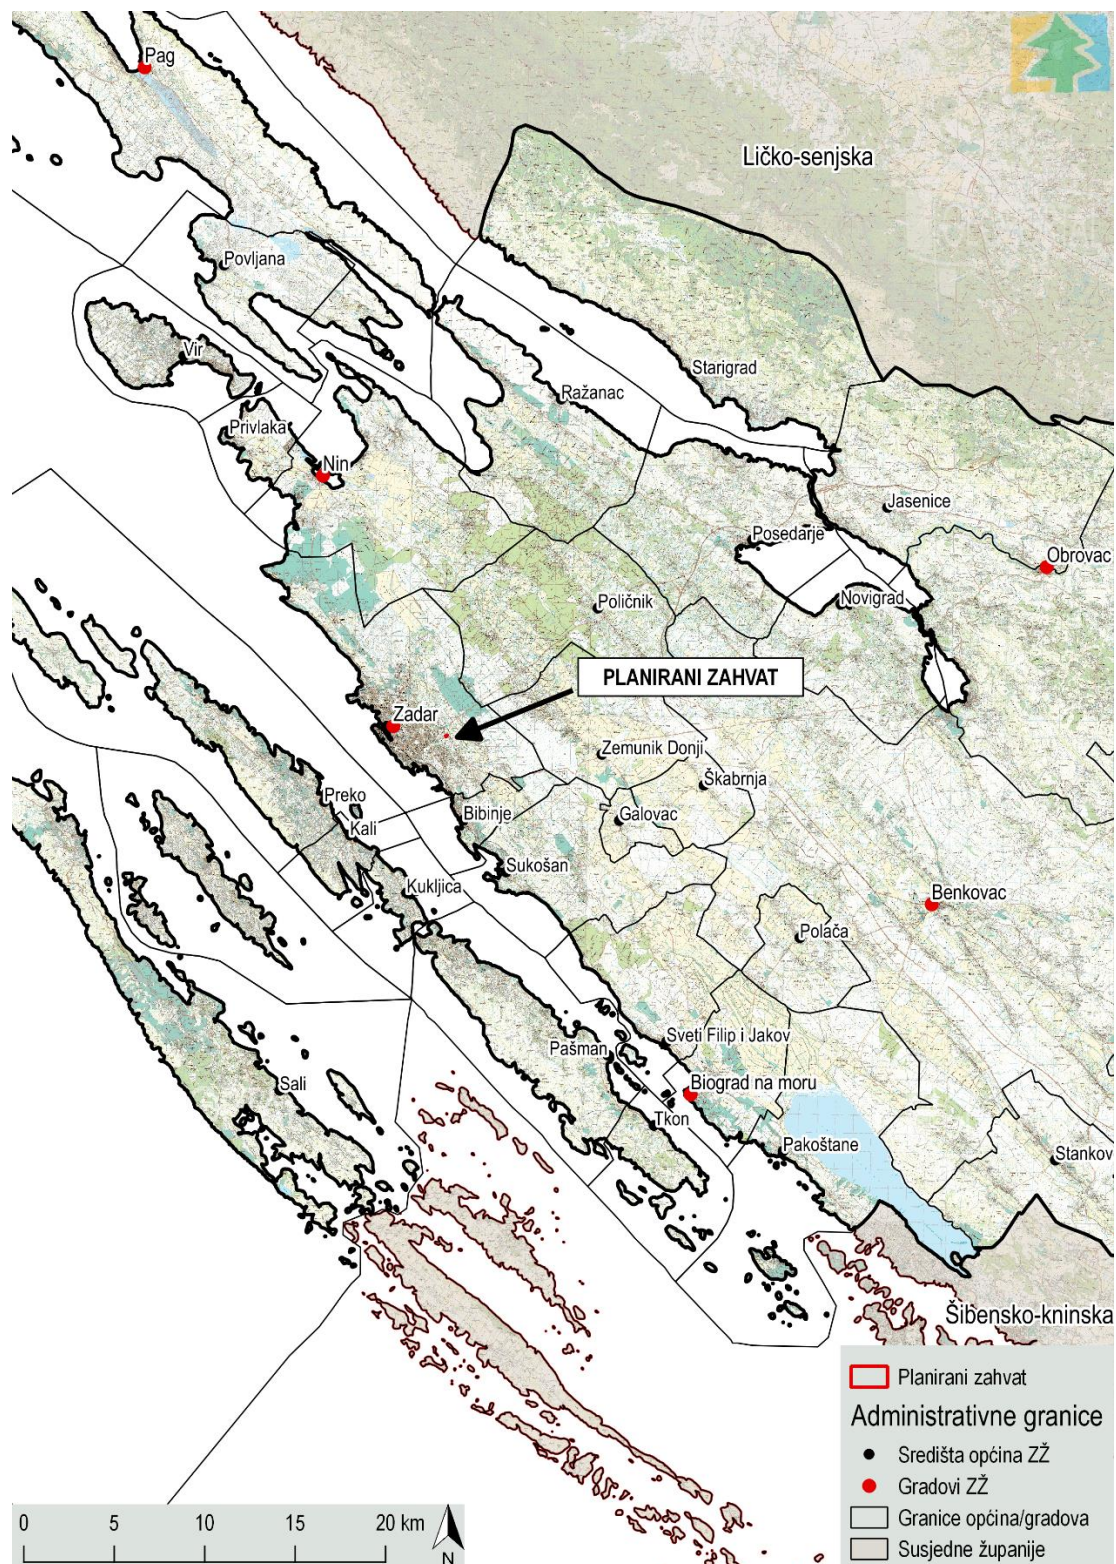 Pag
Ličko-senjska
Povljana
Vir
Starigrad
Ražanac
Privlaka
Nin
Jasenice
Posedarje
Obrovac
Novigrad
Poličnik
PLANIRANI ZAHVAT
Zadar
Zemunik Donji
Škabrnja
Preko
Bibinje
Galovac
Kali
Sukošan
Kukljica
Benkovac
Polača
Sveti Filip i Jakov
Pašman
Sali
Biograd na moru
Tkon
Pakoštane
Stankov
Šibensko-kninska
Planirani zahvat
Administrativne granice
Središta općina ZŽ
Gradovi ZŽ
Granice općina/gradova
Susjedne županije
0 5 10 15 20 km
N